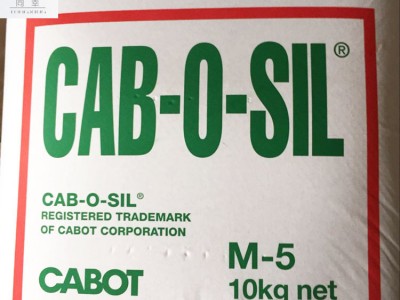 CAB-O-SIL®
CAB-O-SIL®
REGISTERED TRADEMARK
OF CABOT CORPORATION
M-5
CABOT
10kg net